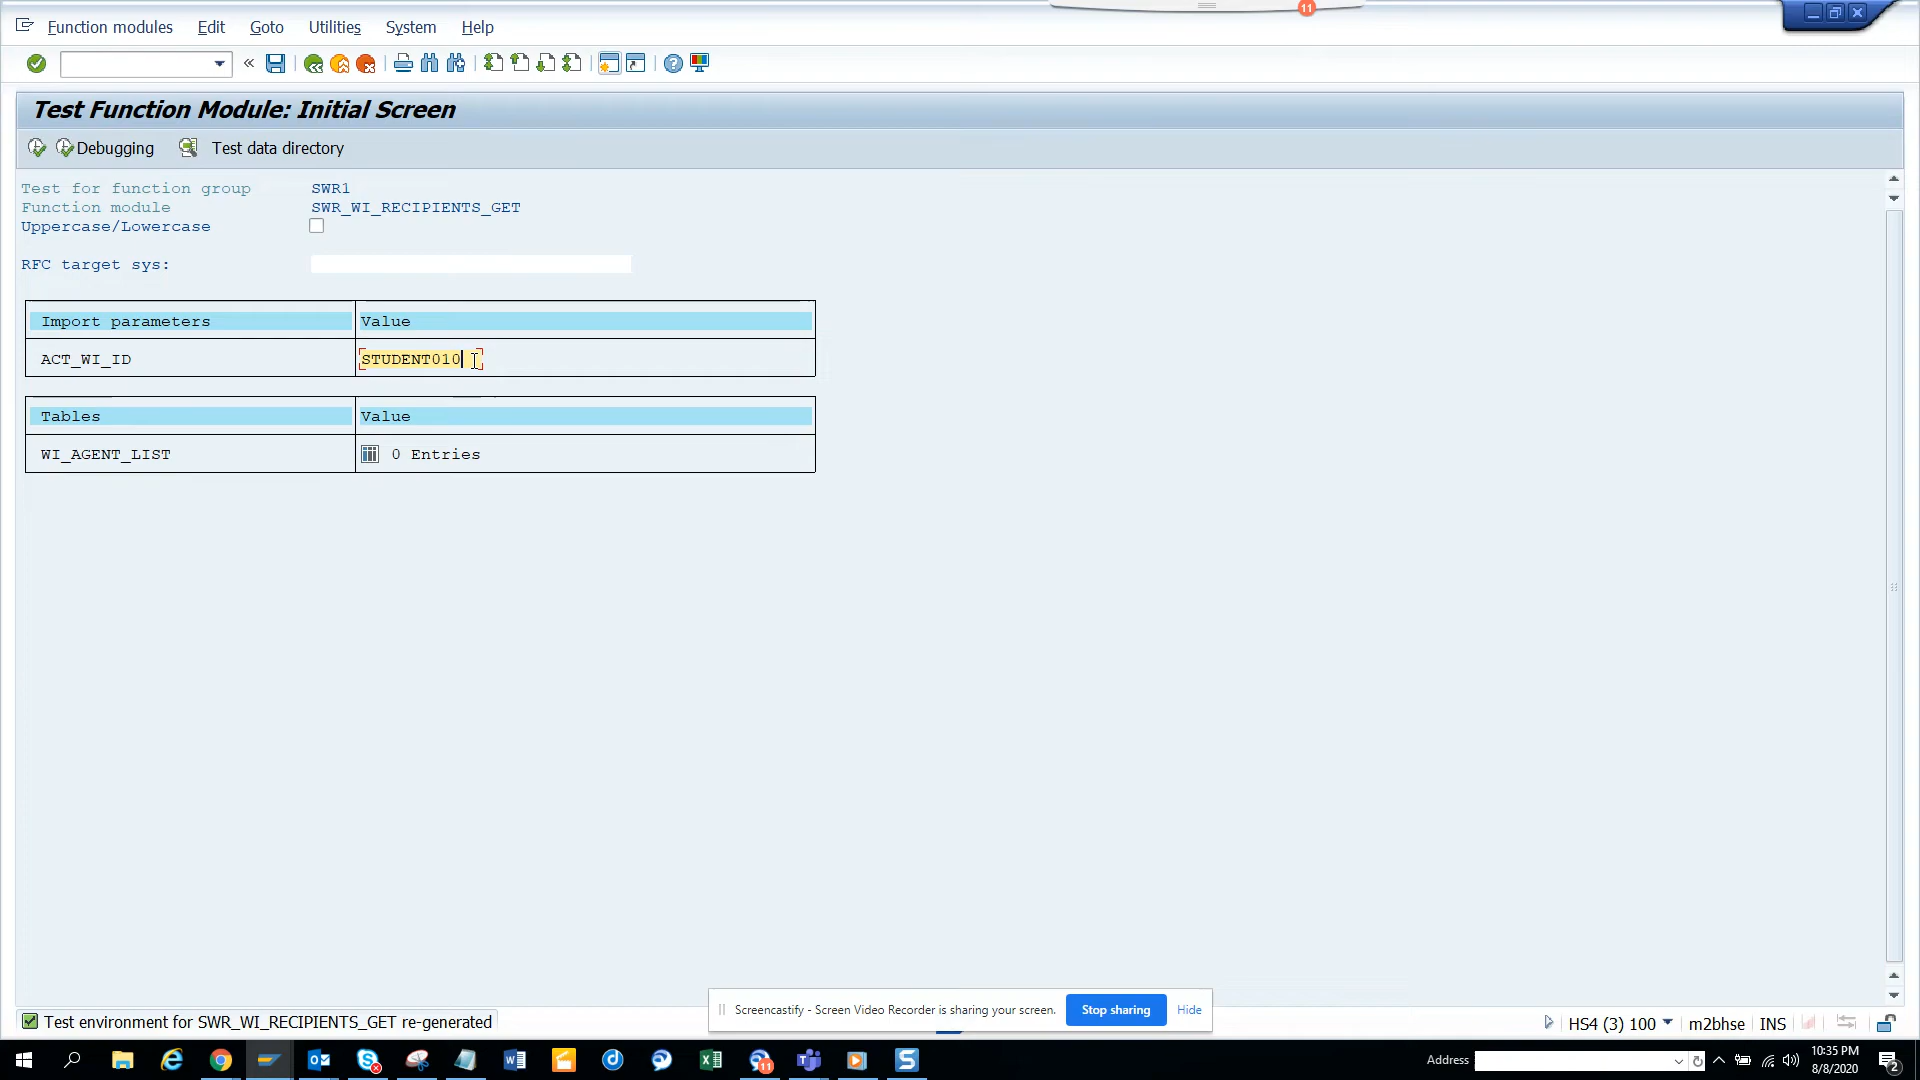 11
Function modules Edit Goto Utilities System Help
Test Function Module: Initial Screen
Debugging Test data directory
Test for function group SWR1
Function module SWR_WI_RECIPIENTS_GET
Uppercase/Lowercase
RFC target sys:
Import parameters Value
ACT_WI_ID STUDENT010
Tables Value
WI_AGENT_LIST 0 Entries
Screencastify - Screen Video Recorder is sharing your screen. Stop sharing Hide
Test environment for SWR_WI_RECIPIENTS_GET re-generated HS4 (3) 100 m2bhse INS
Address 10:35 PM
8/8/2020
11
2